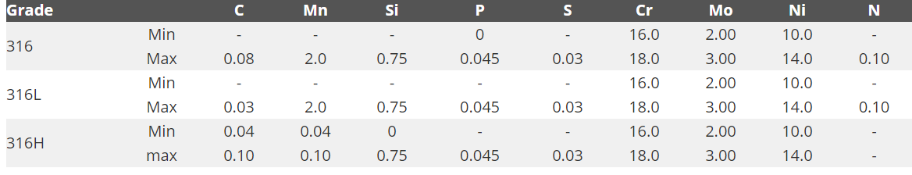 Grade C Mn Si P S Cr Mo Ni N
316 Min - - - 0 - 16.0 2.00 10.0 -
Max 0.08 2.0 0.75 0.045 0.03 18.0 3.00 14.0 0.10
316L Min - - - - - 16.0 2.00 10.0 -
Max 0.03 2.0 0.75 0.045 0.03 18.0 3.00 14.0 0.10
316H Min 0.04 0.04 0 - - 16.0 2.00 10.0 -
max 0.10 0.10 0.75 0.045 0.03 18.0 3.00 14.0 -